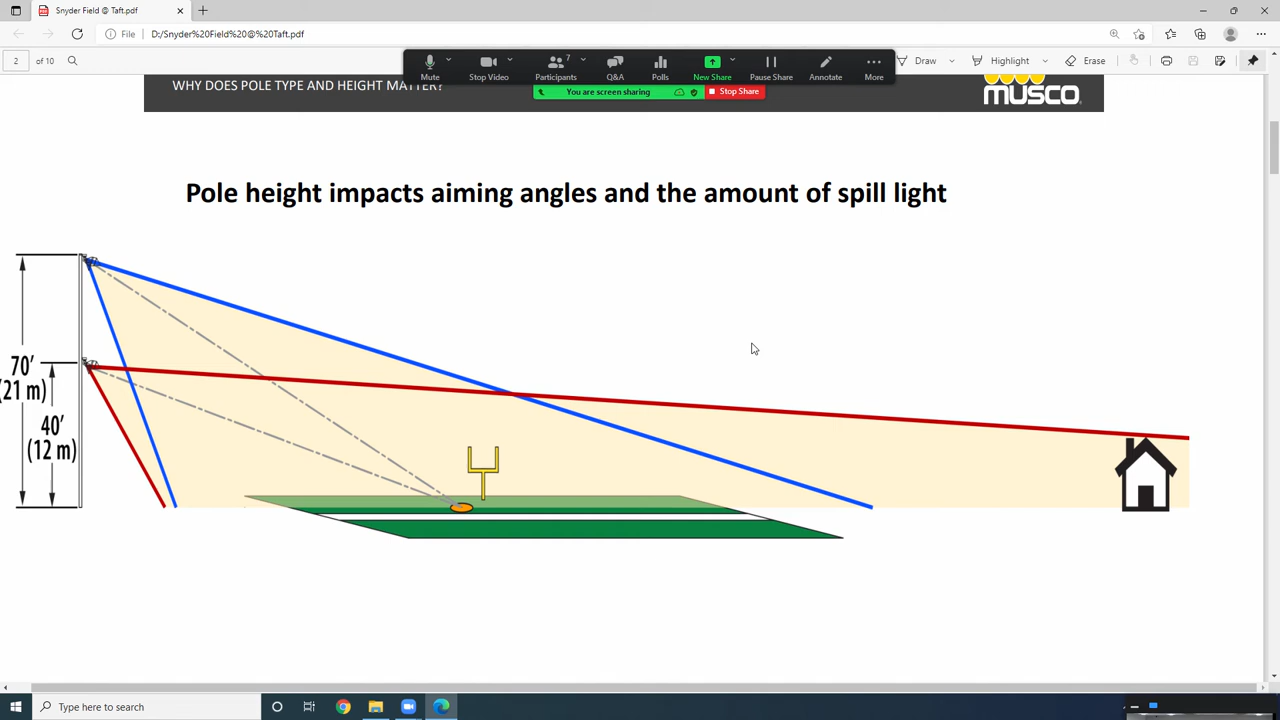 Snyder Field @ Taft.pdf
File
D:/Snyder%20Field%20@%20Taft.pdf
2 of 10
Draw
Highlight
Erase
Mute
Stop Video
7
Participants
Q&A
Polls
New Share
Pause Share
Annotate
More
You are screen sharing
Stop Share
WHY DOES POLE TYPE AND HEIGHT MATTER?
MUSCO
Pole height impacts aiming angles and the amount of spill light
70'
(21 m)
40'
(12 m)
Type here to search